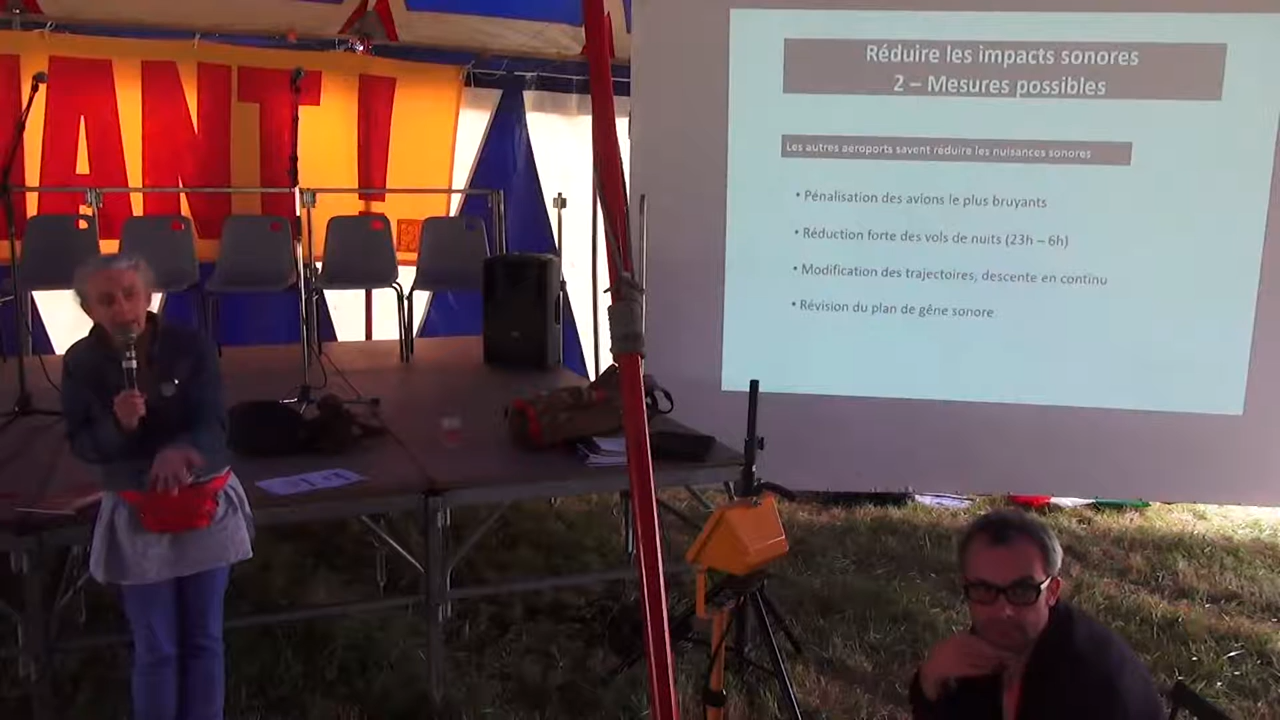 ANT!
Réduire les impacts sonores
2 – Mesures possibles
Les autres aéroports savent réduire les nuisances sonores
• Pénalisation des avions le plus bruyants
• Réduction forte des vols de nuits (23h – 6h)
• Modification des trajectoires, descente en continu
• Révision du plan de gêne sonore